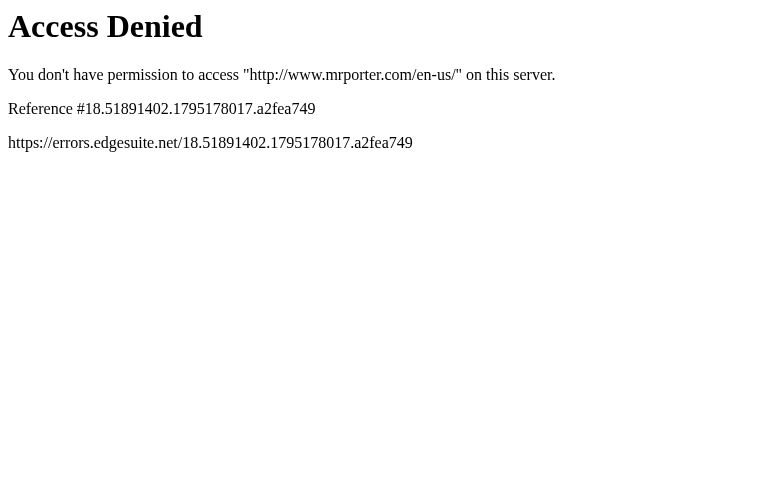 Access Denied
You don't have permission to access "http://www.mrporter.com/en-us/" on this server.
Reference #18.51891402.1795178017.a2fea749
https://errors.edgesuite.net/18.51891402.1795178017.a2fea749